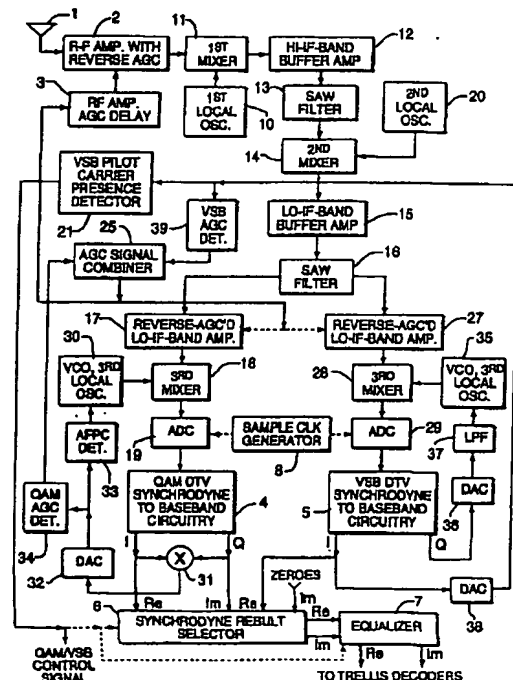 1
2
R-F AMP. WITH
REVERSE AGC
11
1ST
MIXER
HI-IF-BAND
BUFFER AMP
12
3
RF AMP.
AGC DELAY
1ST
LOCAL
OSC.
10
13
SAW
FILTER
2ND
LOCAL
OSC.
20
14
2ND MIXER
VSB PILOT
CARRIER
PRESENCE
DETECTOR
21
39
VSB
AGC
DET.
LO-IF-BAND
BUFFER AMP
15
25
AGC SIGNAL
COMBINER
SAW
FILTER
16
17
REVERSE-AGC'D
LO-IF-BAND AMP.
REVERSE-AGC'D
LO-IF-BAND AMP.
27
30
VCO, 3RD
LOCAL
OSC.
3RD
MIXER
18
28
3RD
MIXER
35
VCO, 3RD
LOCAL
OSC.
AFPC
DET.
33
19
ADC
SAMPLE CLK
GENERATOR
8
ADC
29
LPF
37
QAM
AGC
DET.
34
QAM DTV
SYNCHRODYNE
TO BASEBAND
CIRCUITRY
4
VSB DTV
SYNCHRODYNE
TO BASEBAND
CIRCUITRY
5
DAC
36
32
DAC
I
Q
X
31
I
Q
ZEROES
DAC
38
6
Re
Im
Re
Im
SYNCHRODYNE RESULT
SELECTOR
Re
Im
7
EQUALIZER
QAM/VSB
CONTROL
SIGNAL
Re
Im
TO TRELLIS DECODERS